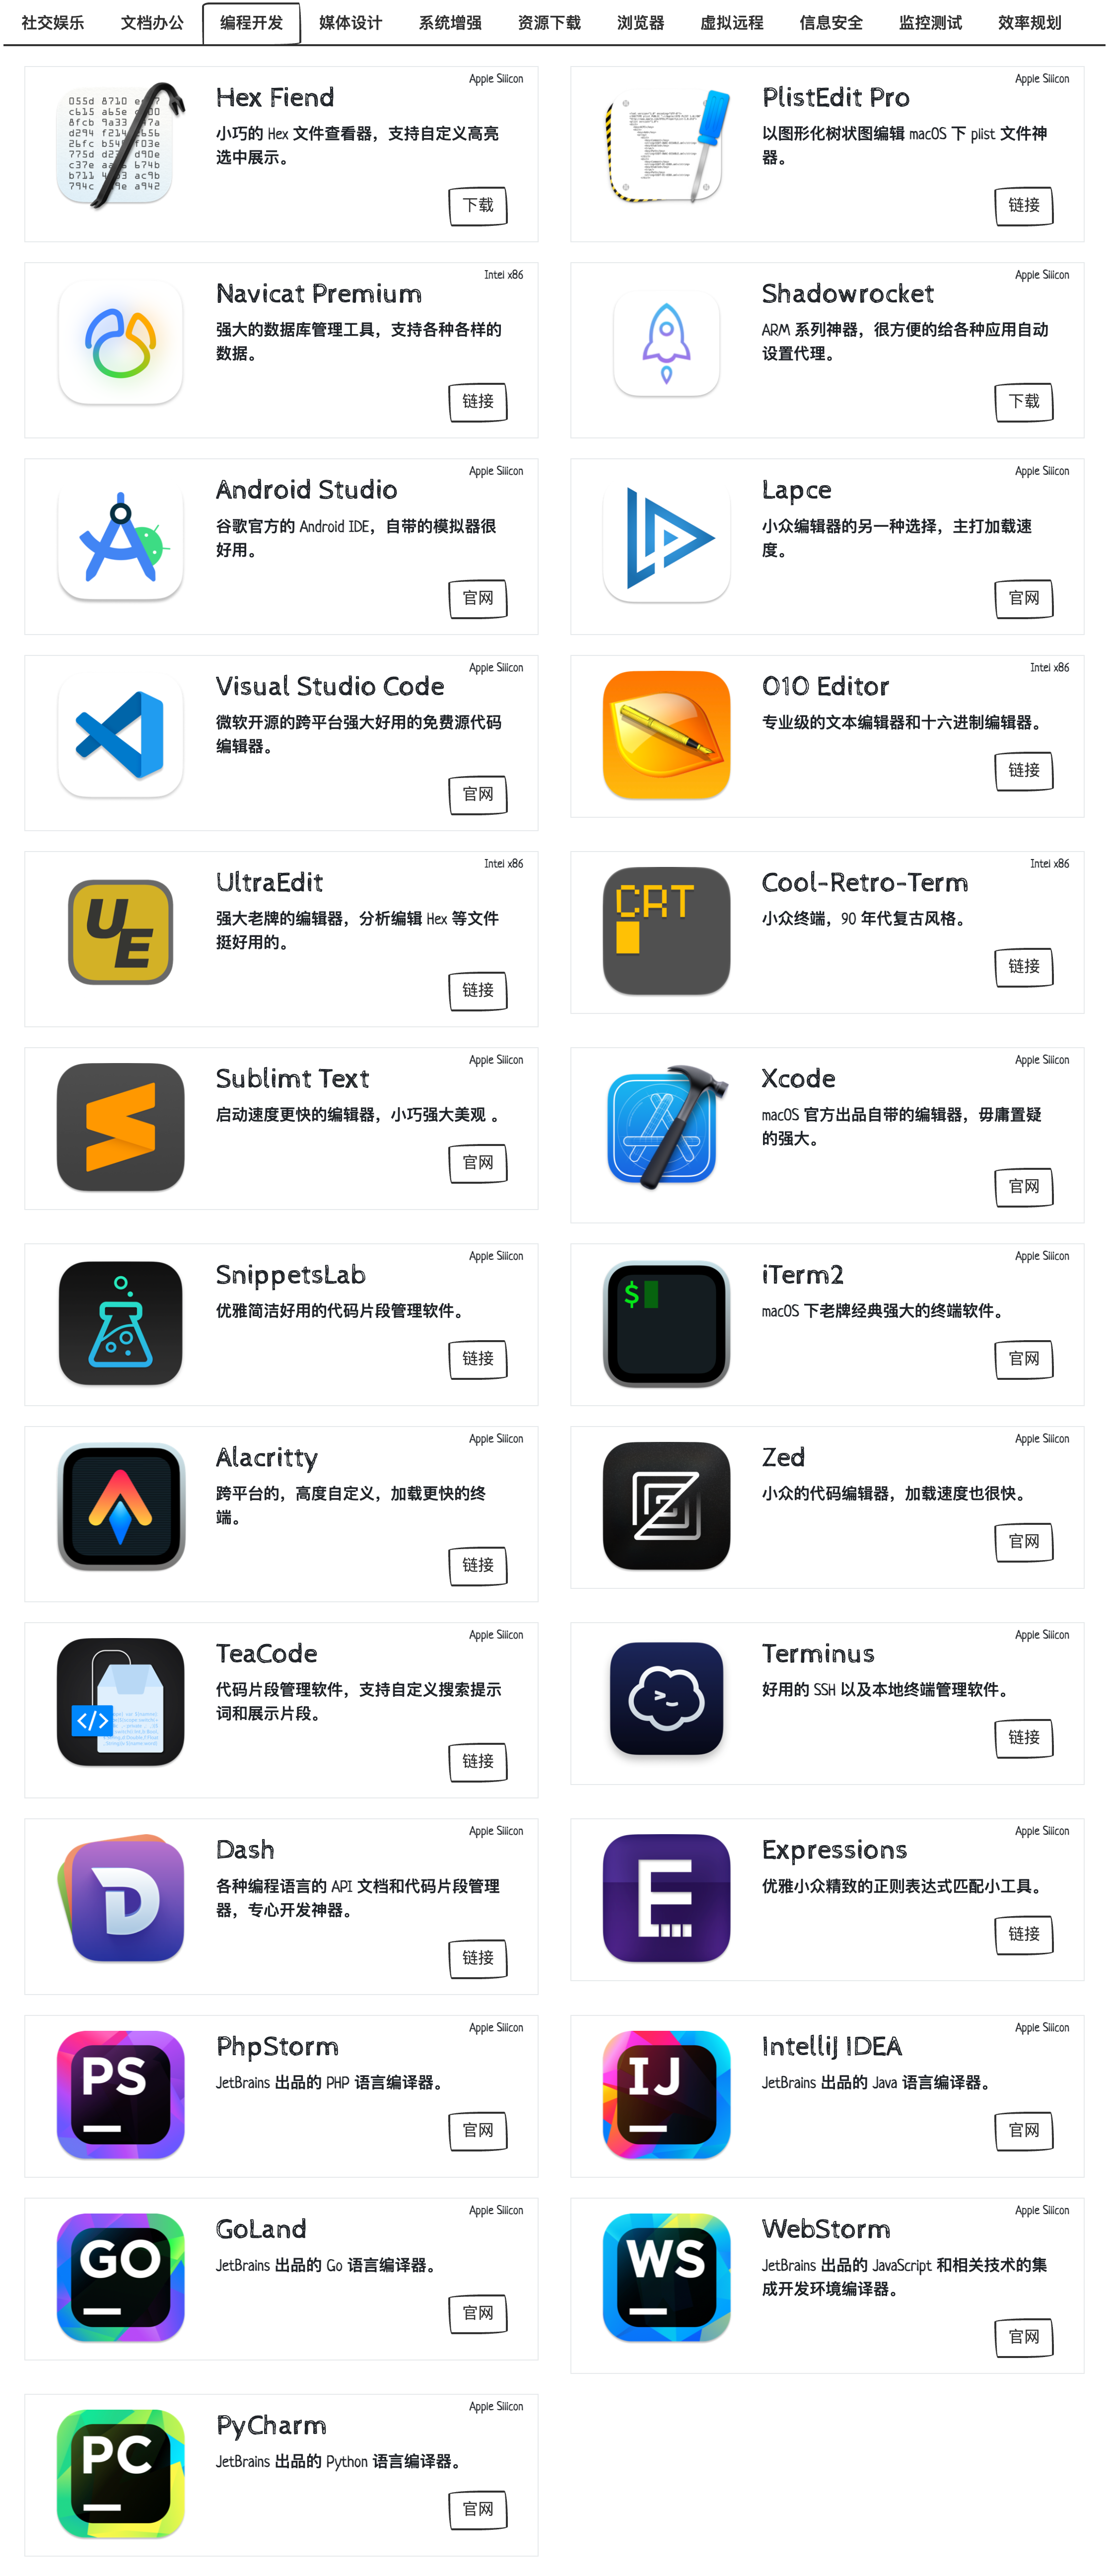 社交娱乐 文档办公 编程开发 媒体设计 系统增强 资源下载 浏览器 虚拟远程 信息安全 监控测试 效率规划
Apple Silicon
Hex Fiend
小巧的 Hex 文件查看器，支持自定义高亮
选中展示。
下载
Apple Silicon
PlistEdit Pro
以图形化树状图编辑 macOS 下 plist 文件神
器。
链接
Intel x86
Navicat Premium
强大的数据库管理工具，支持各种各样的
数据。
链接
Apple Silicon
Shadowrocket
ARM 系列神器，很方便的给各种应用自动
设置代理。
下载
Apple Silicon
Android Studio
谷歌官方的 Android IDE，自带的模拟器很
好用。
官网
Apple Silicon
Lapce
小众编辑器的另一种选择，主打加载速
度。
官网
Apple Silicon
Visual Studio Code
微软开源的跨平台强大好用的免费源代码
编辑器。
官网
Intel x86
010 Editor
专业级的文本编辑器和十六进制编辑器。
链接
Intel x86
UE
UltraEdit
强大老牌的编辑器，分析编辑 Hex 等文件
挺好用的。
链接
Intel x86
CRT
Cool-Retro-Term
小众终端，90 年代复古风格。
链接
Apple Silicon
Sublimt Text
启动速度更快的编辑器，小巧强大美观 。
官网
Apple Silicon
Xcode
macOS 官方出品自带的编辑器，毋庸置疑
的强大。
官网
Apple Silicon
SnippetsLab
优雅简洁好用的代码片段管理软件。
链接
Apple Silicon
$
iTerm2
macOS 下老牌经典强大的终端软件。
官网
Apple Silicon
Alacritty
跨平台的，高度自定义，加载更快的终
端。
链接
Apple Silicon
Zed
小众的代码编辑器，加载速度也很快。
官网
Apple Silicon
</>
TeaCode
代码片段管理软件，支持自定义搜索提示
词和展示片段。
链接
Apple Silicon
Terminus
好用的 SSH 以及本地终端管理软件。
链接
Apple Silicon
D
Dash
各种编程语言的 API 文档和代码片段管理
器，专心开发神器。
链接
Apple Silicon
E
Expressions
优雅小众精致的正则表达式匹配小工具。
链接
Apple Silicon
PS
PhpStorm
JetBrains 出品的 PHP 语言编译器。
官网
Apple Silicon
IJ
IntelliJ IDEA
JetBrains 出品的 Java 语言编译器。
官网
Apple Silicon
GO
GoLand
JetBrains 出品的 Go 语言编译器。
官网
Apple Silicon
WS
WebStorm
JetBrains 出品的 JavaScript 和相关技术的集
成开发环境编译器。
官网
Apple Silicon
PC
PyCharm
JetBrains 出品的 Python 语言编译器。
官网